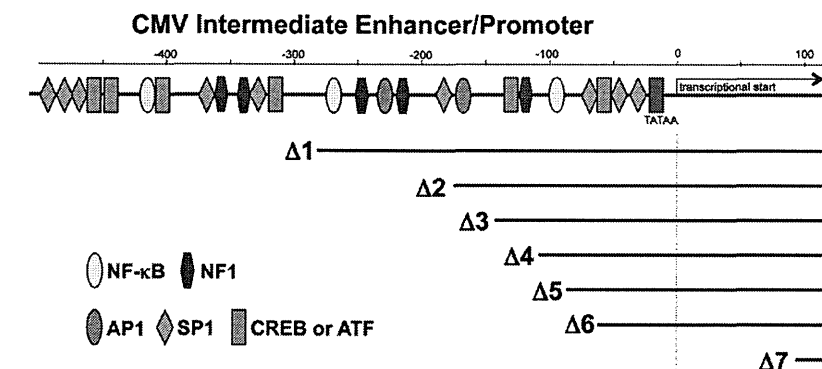 CMV Intermediate Enhancer/Promoter
-400 -300 -200 -100 0 100
transcriptional start
TATAA
Δ1
Δ2
Δ3
Δ4
Δ5
Δ6
Δ7
NF-κB NF1
AP1 SP1 CREB or ATF